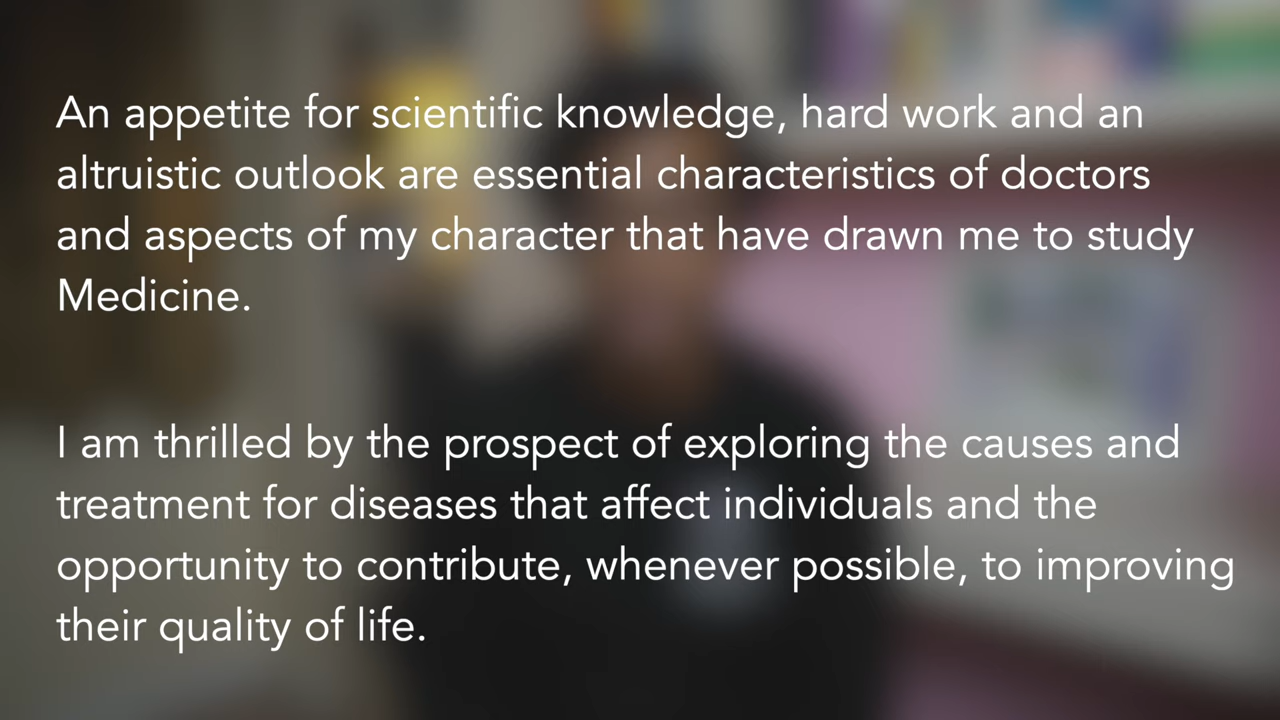 An appetite for scientific knowledge, hard work and an
altruistic outlook are essential characteristics of doctors
and aspects of my character that have drawn me to study
Medicine.
I am thrilled by the prospect of exploring the causes and
treatment for diseases that affect individuals and the
opportunity to contribute, whenever possible, to improving
their quality of life.